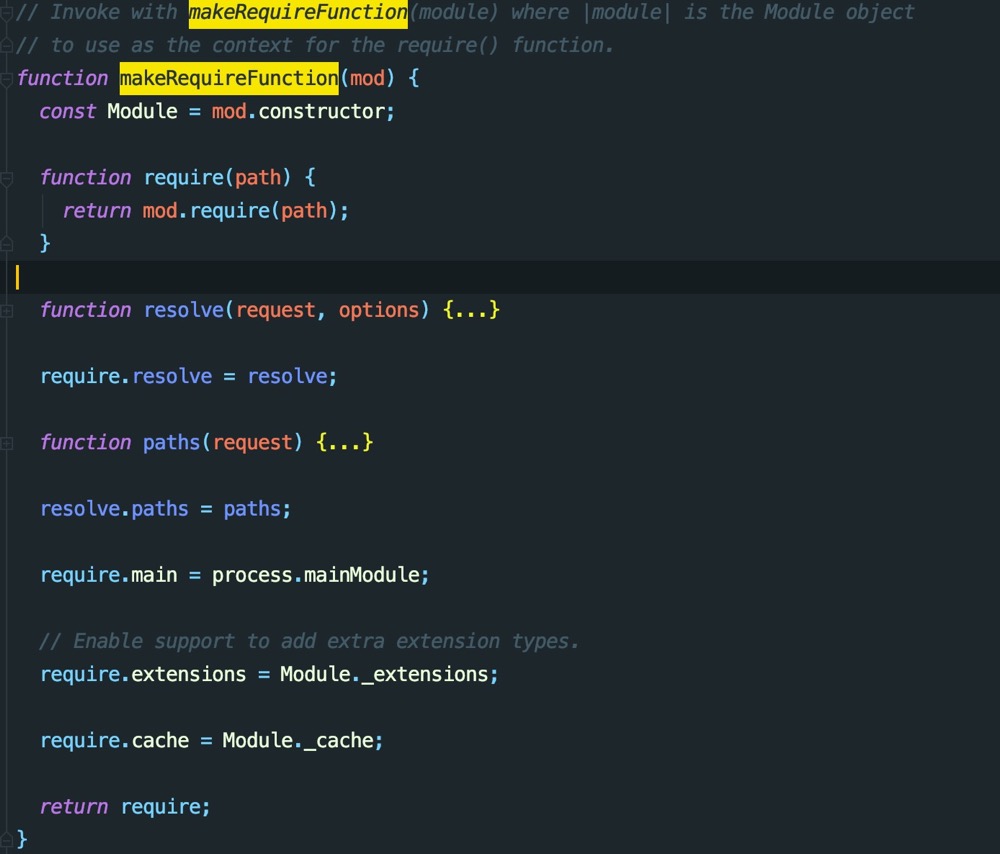 // Invoke with makeRequireFunction(module) where |module| is the Module object
// to use as the context for the require() function.
function makeRequireFunction(mod) {
  const Module = mod.constructor;

  function require(path) {
    return mod.require(path);
  }

  function resolve(request, options) {...}

  require.resolve = resolve;

  function paths(request) {...}

  resolve.paths = paths;

  require.main = process.mainModule;

  // Enable support to add extra extension types.
  require.extensions = Module._extensions;

  require.cache = Module._cache;

  return require;
}